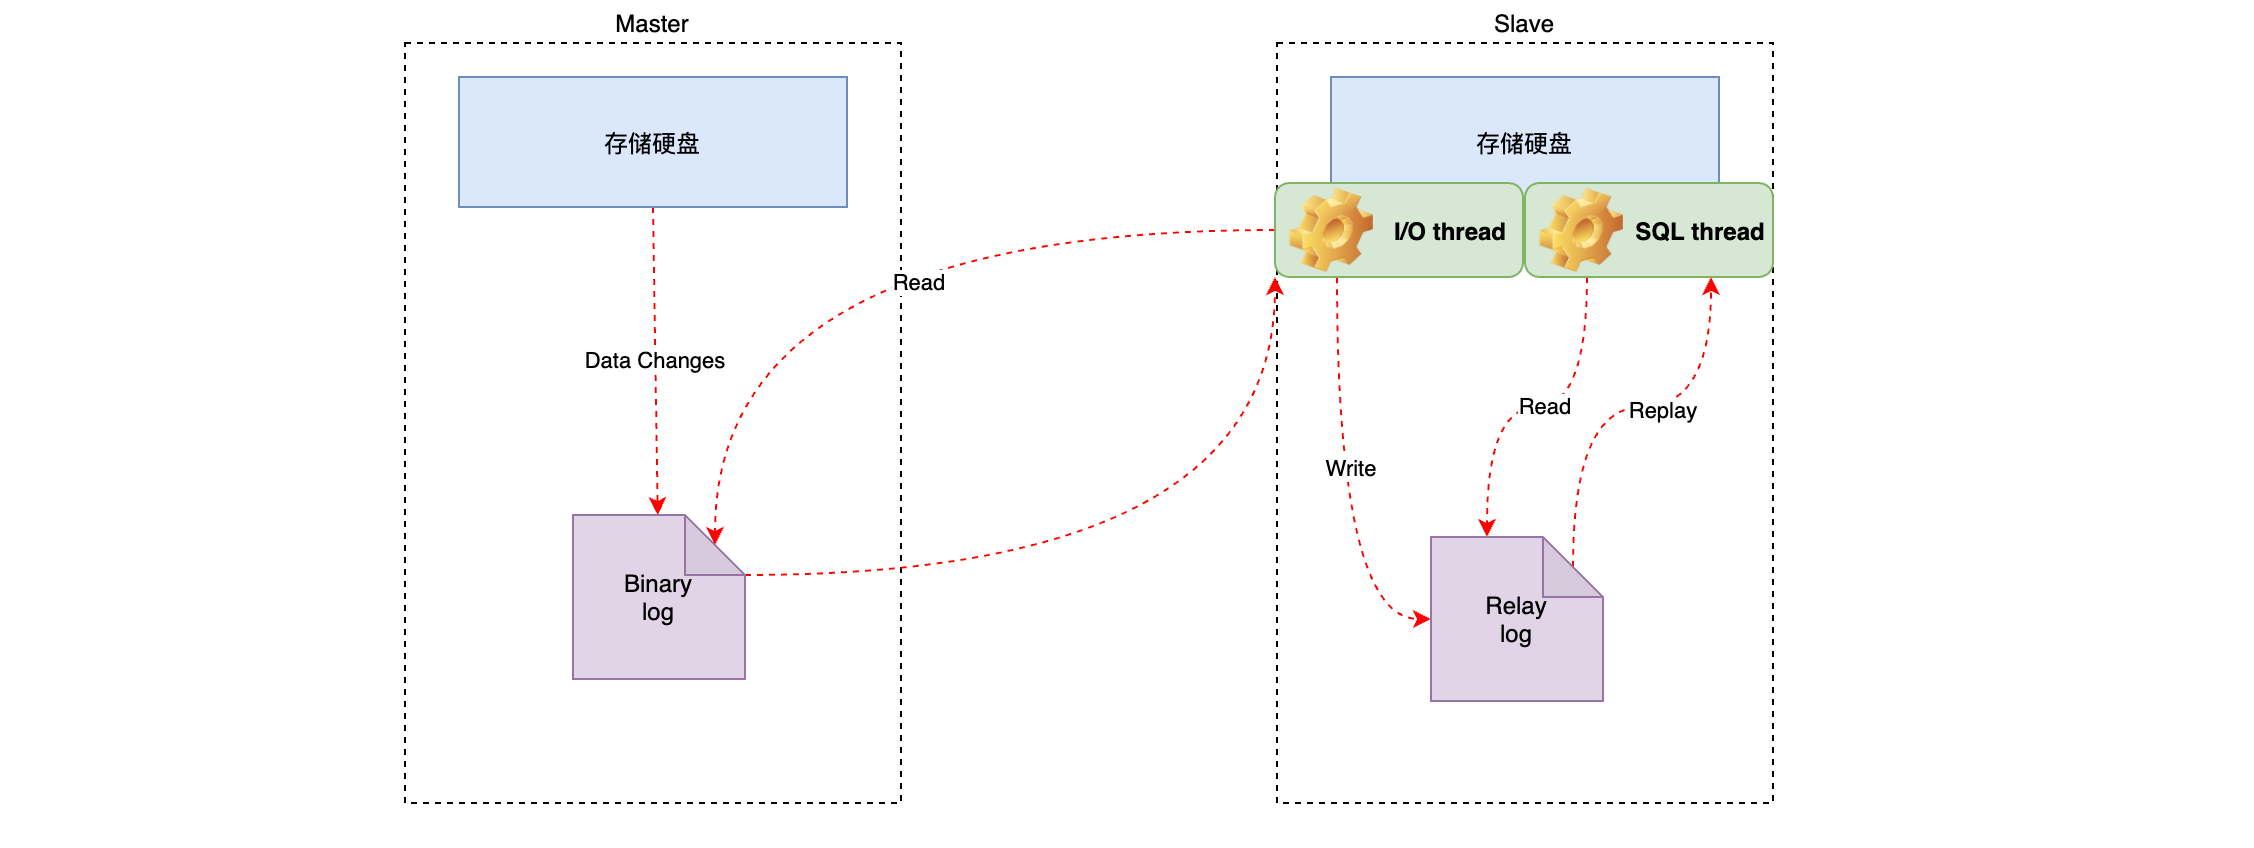 Master
Slave
存储硬盘
存储硬盘
I/O thread
SQL thread
Read
Data Changes
Read
Replay
Write
Binary
log
Relay
log